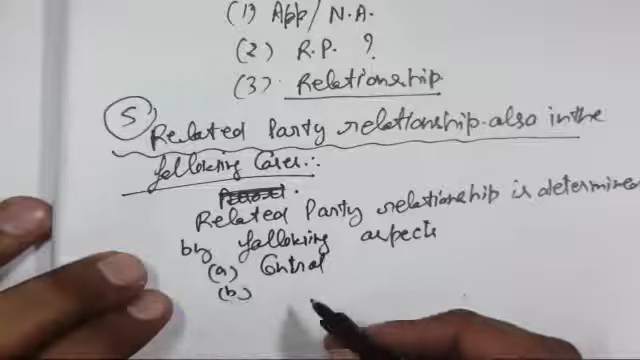 (1) App/N.A.
(2) R.P. ?
(3). Relationship
(5) Related Party relationship also in the
following Cases:.
Related Party relationship is determine
by following aspects
(a) Control
(b)